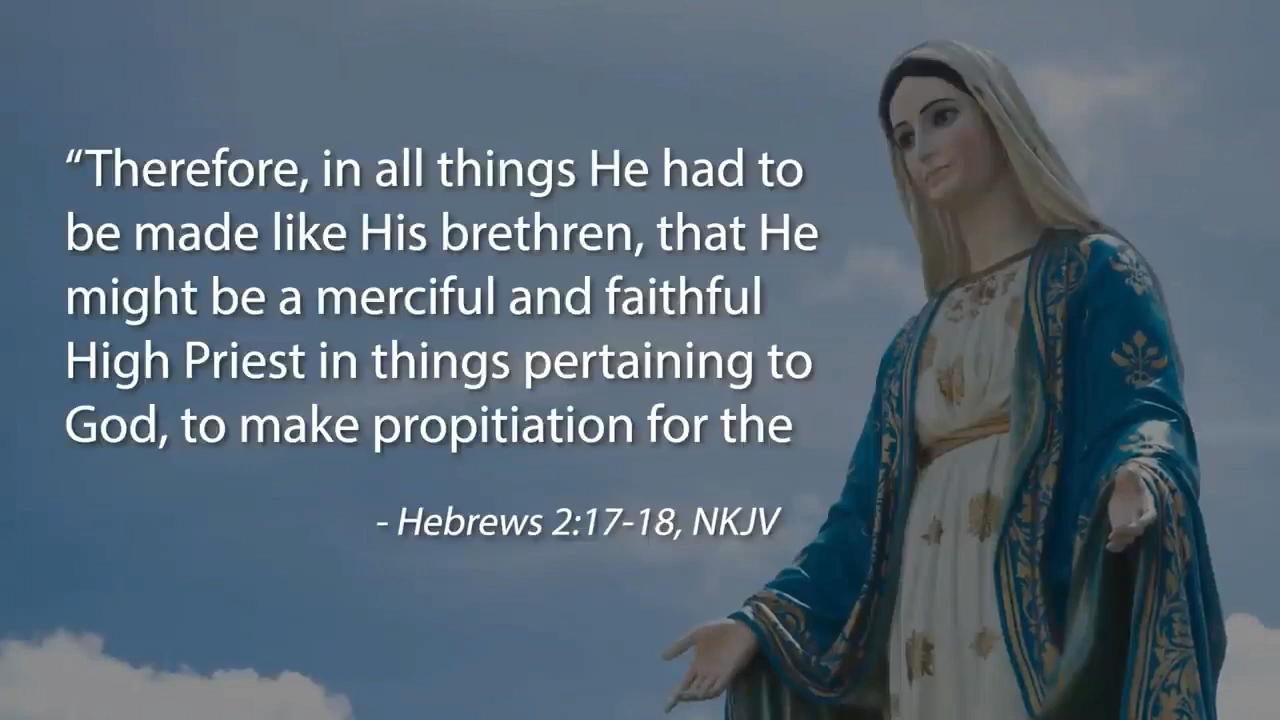 “Therefore, in all things He had to
be made like His brethren, that He
might be a merciful and faithful
High Priest in things pertaining to
God, to make propitiation for the
- Hebrews 2:17-18, NKJV